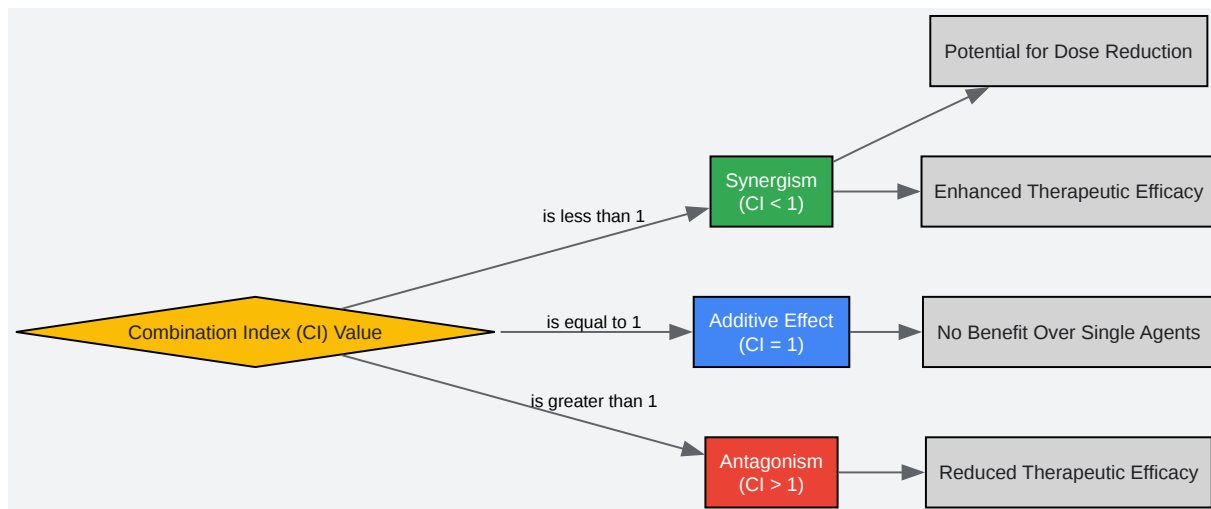 Potential for Dose Reduction
Synergism
(CI < 1)
Enhanced Therapeutic Efficacy
is less than 1
Combination Index (CI) Value
is equal to 1
Additive Effect
(CI = 1)
No Benefit Over Single Agents
is greater than 1
Antagonism
(CI > 1)
Reduced Therapeutic Efficacy